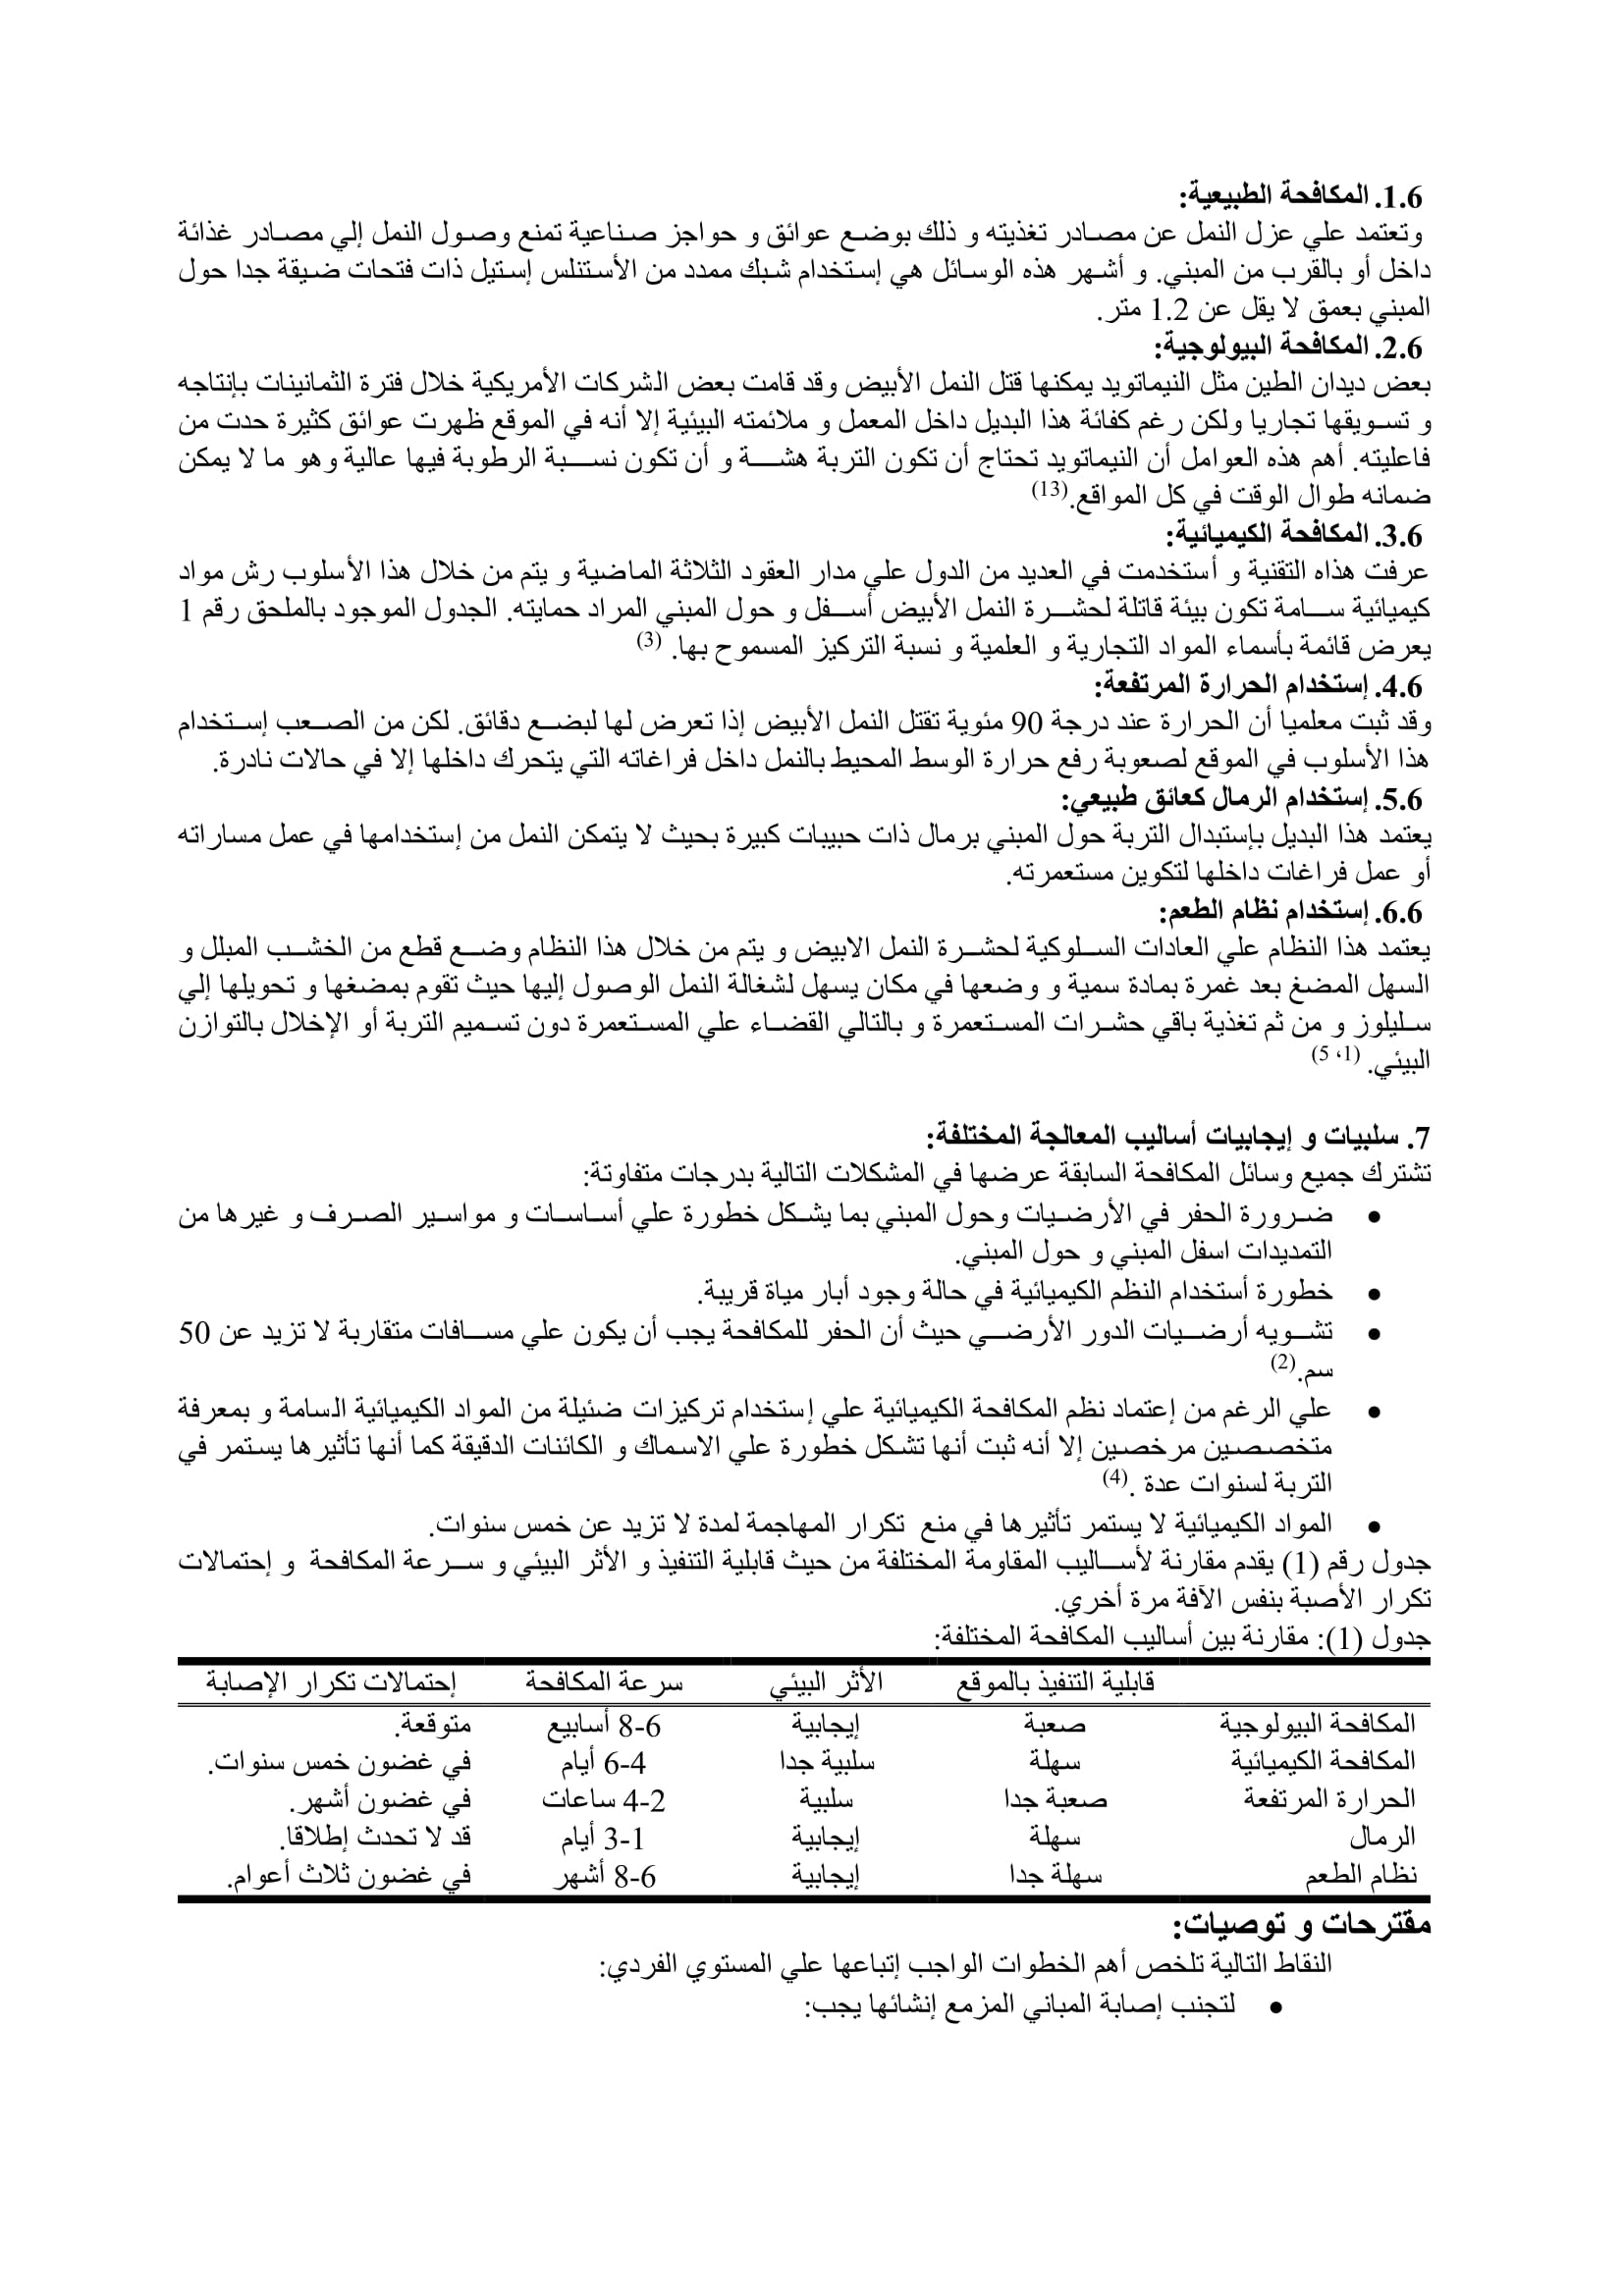 1.6. المكافحة الطبيعية:
وتعتمد علي عزل النمل عن مصادر تغذيته و ذلك بوضع عوائق و حواجز صناعية تمنع وصول النمل إلي مصادر غذائة
داخل أو بالقرب من المبني. و أشهر هذه الوسائل هي إستخدام شبك ممدد من الأستنلس إستيل ذات فتحات ضيقة جدا حول
المبني بعمق لا يقل عن 1.2 متر.
2.6. المكافحة البيولوجية:
بعض ديدان الطين مثل النيماتويد يمكنها قتل النمل الأبيض وقد قامت بعض الشركات الأمريكية خلال فترة الثمانينات بإنتاجه
و تسويقها تجاريا ولكن رغم كفائة هذا البديل داخل المعمل و ملائمته البيئية إلا أنه في الموقع ظهرت عوائق كثيرة حدت من
فاعليته. أهم هذه العوامل أن النيماتويد تحتاج أن تكون التربة هشة و أن تكون نسبة الرطوبة فيها عالية وهو ما لا يمكن
ضمانه طوال الوقت في كل المواقع.(13)
3.6. المكافحة الكيميائية:
عرفت هذاه التقنية و أستخدمت في العديد من الدول علي مدار العقود الثلاثة الماضية و يتم من خلال هذا الأسلوب رش مواد
كيميائية سامة تكون بيئة قاتلة لحشرة النمل الأبيض أسفل و حول المبني المراد حمايته. الجدول الموجود بالملحق رقم 1
يعرض قائمة بأسماء المواد التجارية و العلمية و نسبة التركيز المسموح بها. (3)
4.6. إستخدام الحرارة المرتفعة:
وقد ثبت معلميا أن الحرارة عند درجة 90 مئوية تقتل النمل الأبيض إذا تعرض لها لبضع دقائق. لكن من الصعب إستخدام
هذا الأسلوب في الموقع لصعوبة رفع حرارة الوسط المحيط بالنمل داخل فراغاته التي يتحرك داخلها إلا في حالات نادرة.
5.6. إستخدام الرمال كعائق طبيعي:
يعتمد هذا البديل بإستبدال التربة حول المبني برمال ذات حبيبات كبيرة بحيث لا يتمكن النمل من إستخدامها في عمل مساراته
أو عمل فراغات داخلها لتكوين مستعمرته.
6.6. إستخدام نظام الطعم:
يعتمد هذا النظام علي العادات السلوكية لحشرة النمل الابيض و يتم من خلال هذا النظام وضع قطع من الخشب المبلل و
السهل المضغ بعد غمرة بمادة سمية و وضعها في مكان يسهل لشغالة النمل الوصول إليها حيث تقوم بمضغها و تحويلها إلي
سليلوز و من ثم تغذية باقي حشرات المستعمرة و بالتالي القضاء علي المستعمرة دون تسميم التربة أو الإخلال بالتوازن
البيئي. (1، 5)
7. سلبيات و إيجابيات أساليب المعالجة المختلفة:
تشترك جميع وسائل المكافحة السابقة عرضها في المشكلات التالية بدرجات متفاوتة:
• ضرورة الحفر في الأرضيات وحول المبني بما يشكل خطورة علي أساسات و مواسير الصرف و غيرها من
التمديدات اسفل المبني و حول المبني.
• خطورة أستخدام النظم الكيميائية في حالة وجود أبار مياة قريبة.
• تشويه أرضيات الدور الأرضي حيث أن الحفر للمكافحة يجب أن يكون علي مسافات متقاربة لا تزيد عن 50
سم.(2)
• علي الرغم من إعتماد نظم المكافحة الكيميائية علي إستخدام تركيزات ضئيلة من المواد الكيميائية السامة و بمعرفة
متخصصين مرخصين إلا أنه ثبت أنها تشكل خطورة علي الاسماك و الكائنات الدقيقة كما أنها تأثيرها يستمر في
التربة لسنوات عدة .(4)
• المواد الكيميائية لا يستمر تأثيرها في منع تكرار المهاجمة لمدة لا تزيد عن خمس سنوات.
جدول رقم (1) يقدم مقارنة لأساليب المقاومة المختلفة من حيث قابلية التنفيذ و الأثر البيئي و سرعة المكافحة و إحتمالات
تكرار الأصبة بنفس الآفة مرة أخري.
جدول (1): مقارنة بين أساليب المكافحة المختلفة:
قابلية التنفيذ بالموقع الأثر البيئي سرعة المكافحة إحتمالات تكرار الإصابة
المكافحة البيولوجية صعبة إيجابية 6-8 أسابيع متوقعة.
المكافحة الكيميائية سهلة سلبية جدا 4-6 أيام في غضون خمس سنوات.
الحرارة المرتفعة صعبة جدا سلبية 2-4 ساعات في غضون أشهر.
الرمال سهلة إيجابية 1-3 أيام قد لا تحدث إطلاقا.
نظام الطعم سهلة جدا إيجابية 6-8 أشهر في غضون ثلاث أعوام.
مقترحات و توصيات:
النقاط التالية تلخص أهم الخطوات الواجب إتباعها علي المستوي الفردي:
• لتجنب إصابة المباني المزمع إنشائها يجب: